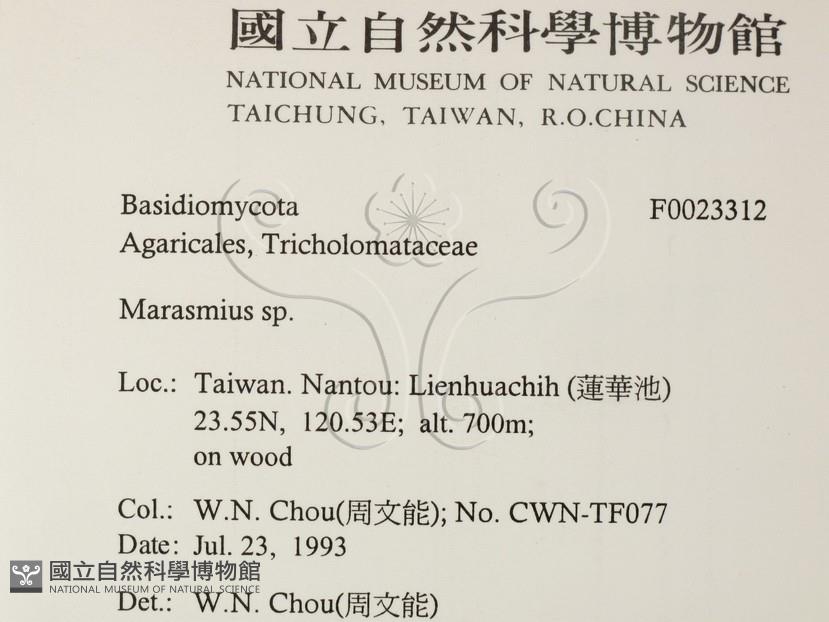 國立自然科學博物館
NATIONAL MUSEUM OF NATURAL SCIENCE
TAICHUNG, TAIWAN, R.O.CHINA
Basidiomycota F0023312
Agaricales, Tricholomataceae
Marasmius sp.
Loc.: Taiwan. Nantou: Lienhuachih (蓮華池)
23.55N, 120.53E; alt. 700m;
on wood
Col.: W.N. Chou(周文能); No. CWN-TF077
Date: Jul. 23, 1993
國立自然科學博物館
NATIONAL MUSEUM OF NATURAL SCIENCE
Det.: W.N. Chou(周文能)